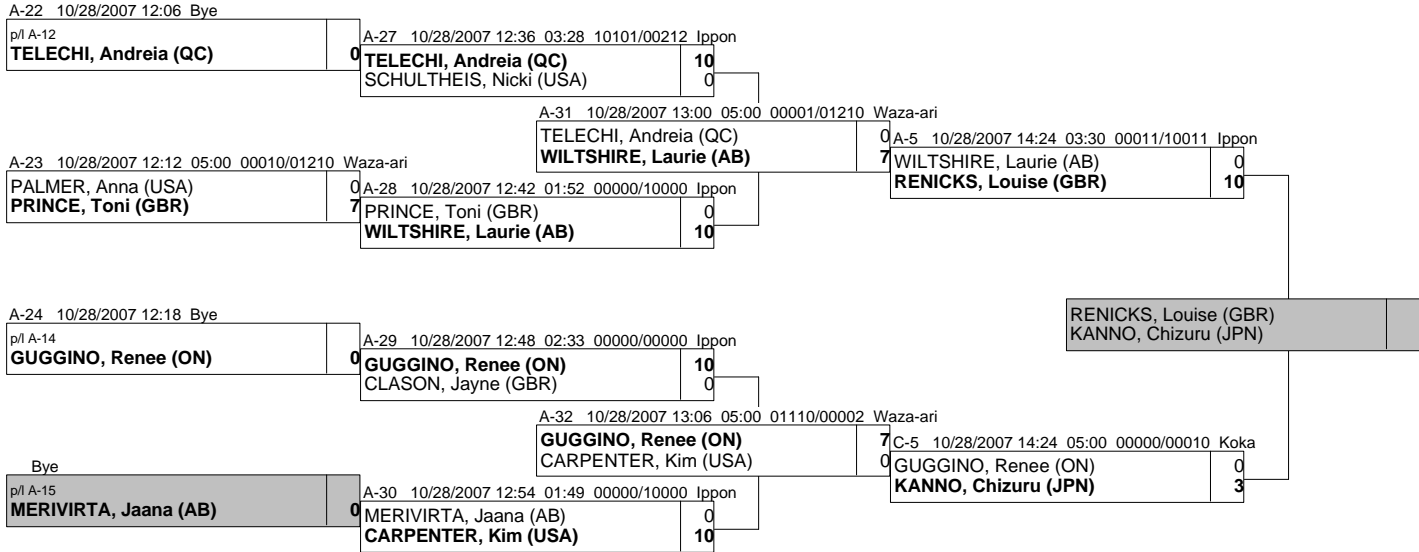 A-22 10/28/2007 12:06 Bye
p/l A-12
TELECHI, Andreia (QC) 0
A-27 10/28/2007 12:36 03:28 10101/00212 Ippon
TELECHI, Andreia (QC) 10
SCHULTHEIS, Nicki (USA) 0
A-31 10/28/2007 13:00 05:00 00001/01210 Waza-ari
TELECHI, Andreia (QC) 0
WILTSHIRE, Laurie (AB) 7
A-5 10/28/2007 14:24 03:30 00011/10011 Ippon
WILTSHIRE, Laurie (AB) 0
RENICKS, Louise (GBR) 10
A-23 10/28/2007 12:12 05:00 00010/01210 Waza-ari
PALMER, Anna (USA) 0
PRINCE, Toni (GBR) 7
A-28 10/28/2007 12:42 01:52 00000/10000 Ippon
PRINCE, Toni (GBR) 0
WILTSHIRE, Laurie (AB) 10
A-24 10/28/2007 12:18 Bye
p/l A-14
GUGGINO, Renee (ON) 0
A-29 10/28/2007 12:48 02:33 00000/00000 Ippon
GUGGINO, Renee (ON) 10
CLASON, Jayne (GBR) 0
RENICKS, Louise (GBR)
KANNO, Chizuru (JPN)
A-32 10/28/2007 13:06 05:00 01110/00002 Waza-ari
GUGGINO, Renee (ON) 7
CARPENTER, Kim (USA) 0
C-5 10/28/2007 14:24 05:00 00000/00010 Koka
GUGGINO, Renee (ON) 0
KANNO, Chizuru (JPN) 3
Bye
p/l A-15
MERIVIRTA, Jaana (AB) 0
A-30 10/28/2007 12:54 01:49 00000/10000 Ippon
MERIVIRTA, Jaana (AB) 0
CARPENTER, Kim (USA) 10